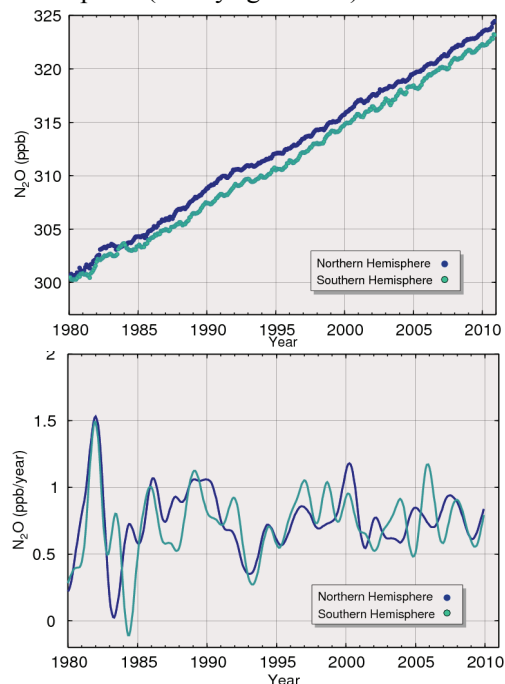 325
320
315
310
305
300
N₂O (ppb)
Northern Hemisphere
Southern Hemisphere
1980 1985 1990 1995 2000 2005 2010
Year
2
1.5
1
0.5
0
N₂O (ppb/year)
Northern Hemisphere
Southern Hemisphere
1980 1985 1990 1995 2000 2005 2010
Year